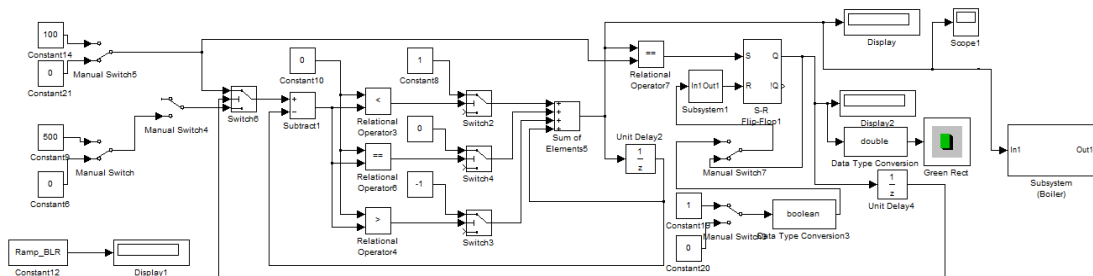 100
Constant14
0
Constant21
Manual Switch5
Manual Switch4
500
Constant9
Manual Switch
0
Constant6
Ramp_BLR
Constant12
Display1
Switch6
+
−
Subtract1
0
Constant10
<
Relational
Operator3
==
Relational
Operator6
>
Relational
Operator4
1
Constant8
Switch2
0
Switch4
-1
Switch3
+
+
+
+
Sum of
Elements5
Unit Delay2
1
z
==
Relational
Operator7
In1 Out1
Subsystem1
S Q
R !Q
S-R
Flip-Flop1
Manual Switch7
1
0
Constant20
boolean
Data Type Conversion3
Display
Scope1
Display2
double
Data Type Conversion
Green Rect
1
z
Unit Delay4
In1 Out1
Subsystem
(Boiler)